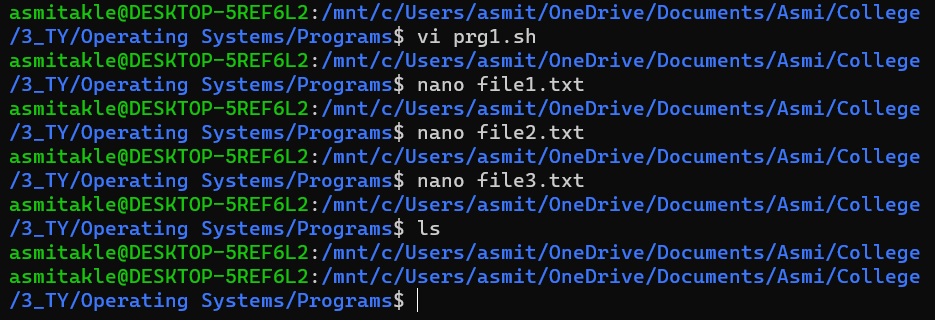 asmitakle@DESKTOP-5REF6L2:/mnt/c/Users/asmit/OneDrive/Documents/Asmi/College
/3_TY/Operating Systems/Programs$ vi prg1.sh
asmitakle@DESKTOP-5REF6L2:/mnt/c/Users/asmit/OneDrive/Documents/Asmi/College
/3_TY/Operating Systems/Programs$ nano file1.txt
asmitakle@DESKTOP-5REF6L2:/mnt/c/Users/asmit/OneDrive/Documents/Asmi/College
/3_TY/Operating Systems/Programs$ nano file2.txt
asmitakle@DESKTOP-5REF6L2:/mnt/c/Users/asmit/OneDrive/Documents/Asmi/College
/3_TY/Operating Systems/Programs$ nano file3.txt
asmitakle@DESKTOP-5REF6L2:/mnt/c/Users/asmit/OneDrive/Documents/Asmi/College
/3_TY/Operating Systems/Programs$ ls
asmitakle@DESKTOP-5REF6L2:/mnt/c/Users/asmit/OneDrive/Documents/Asmi/College
asmitakle@DESKTOP-5REF6L2:/mnt/c/Users/asmit/OneDrive/Documents/Asmi/College
/3_TY/Operating Systems/Programs$